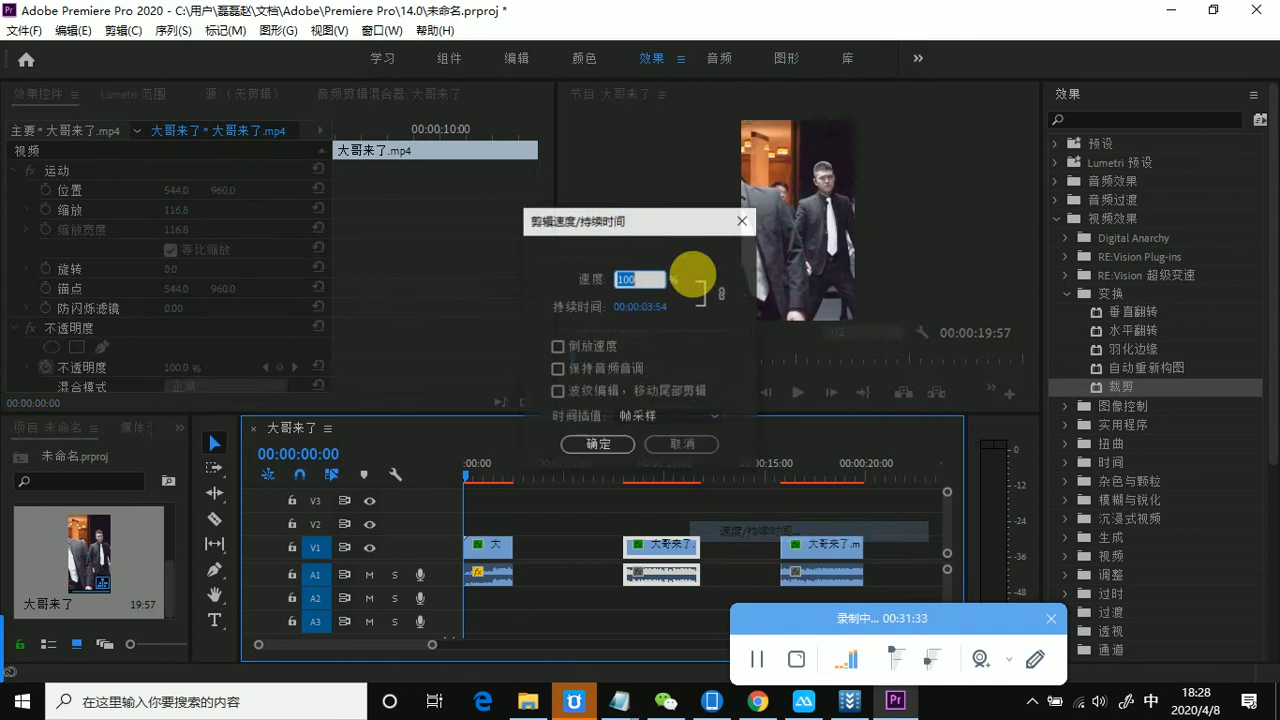 Adobe Premiere Pro 2020 - C:\用户\磊磊赵\文档\Adobe\Premiere Pro\14.0\未命名.prproj *
文件(F) 编辑(E) 剪辑(C) 序列(S) 标记(M) 图形(G) 视图(V) 窗口(W) 帮助(H)
学习 组件 编辑 颜色 效果 音频 图形 库
效果控件 Lumetri 范围 源（无剪辑） 音频剪辑混合器: 大哥来了
节目: 大哥来了
效果
主要 * 大哥来了.mp4 大哥来了 * 大哥来了.mp4
00:00:10:00
视频
大哥来了.mp4
fx 运动
位置 544.0 960.0
缩放 116.8
缩放宽度 116.8
等比缩放
旋转 0.0
锚点 544.0 960.0
防闪烁滤镜 0.00
fx 不透明度
不透明度 100.0 %
混合模式 正常
00:00:00:00
剪辑速度/持续时间
速度: 100 %
持续时间: 00:00:03:54
倒放速度
保持音频音调
波纹编辑，移动尾部剪辑
时间插值: 帧采样
确定 取消
1/2
00:00:19:57
预设
Lumetri 预设
音频效果
音频过渡
视频效果
Digital Anarchy
RE:Vision Plug-ins
RE:Vision 超级变速
变换
垂直翻转
水平翻转
羽化边缘
自动重新构图
裁剪
图像控制
实用程序
扭曲
时间
杂色与颗粒
模糊与锐化
沉浸式视频
生成
视频
调整
过时
过渡
透视
通道
项目: 未命名 媒体
未命名.prproj
大哥来了 19:57
大哥来了
00:00:00:00
:00:00 00:00:15:00 00:00:20:00
V3
V2
速度/持续时间...
V1 大 大哥来了. 大哥来了.m
A1 M S
A2 M S
A3 M S
0
-12
-24
-36
-48
录制中... 00:31:33
在这里输入你要搜索的内容
中
18:28
2020/4/8